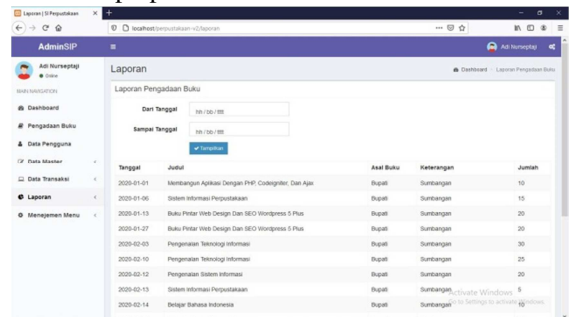 Laporan | SI Perpustakaan
localhost/perpustakaan-v2/laporan
AdminSIP
Adi Nurseptaji
Adi Nurseptaji
Online
MAIN NAVIGATION
Dashboard
Pengadaan Buku
Data Pengguna
Data Master
Data Transaksi
Laporan
Menejemen Menu
Laporan
Dashboard > Laporan Pengadaan Buku
Laporan Pengadaan Buku
Dari Tanggal
hh / bb / tttt
Sampai Tanggal
hh / bb / tttt
Tampilkan
Tanggal Judul Asal Buku Keterangan Jumlah
2020-01-01 Membangun Aplikasi Dengan PHP, Codeigniter, Dan Ajax Bupati Sumbangan 10
2020-01-06 Sistem Informasi Perpustakaan Bupati Sumbangan 15
2020-01-13 Buku Pintar Web Design Dan SEO Wordpress 5 Plus Bupati Sumbangan 20
2020-01-27 Buku Pintar Web Design Dan SEO Wordpress 5 Plus Bupati Sumbangan 20
2020-02-03 Pengenalan Teknologi Informasi Bupati Sumbangan 30
2020-02-10 Pengenalan Teknologi Informasi Bupati Sumbangan 25
2020-02-12 Pengenalan Sistem Informasi Bupati Sumbangan 20
2020-02-13 Sistem Informasi Perpustakaan Bupati Sumbangan 5
2020-02-14 Belajar Bahasa Indonesia Bupati Sumbangan 10
Activate Windows
Go to Settings to activate Windows.